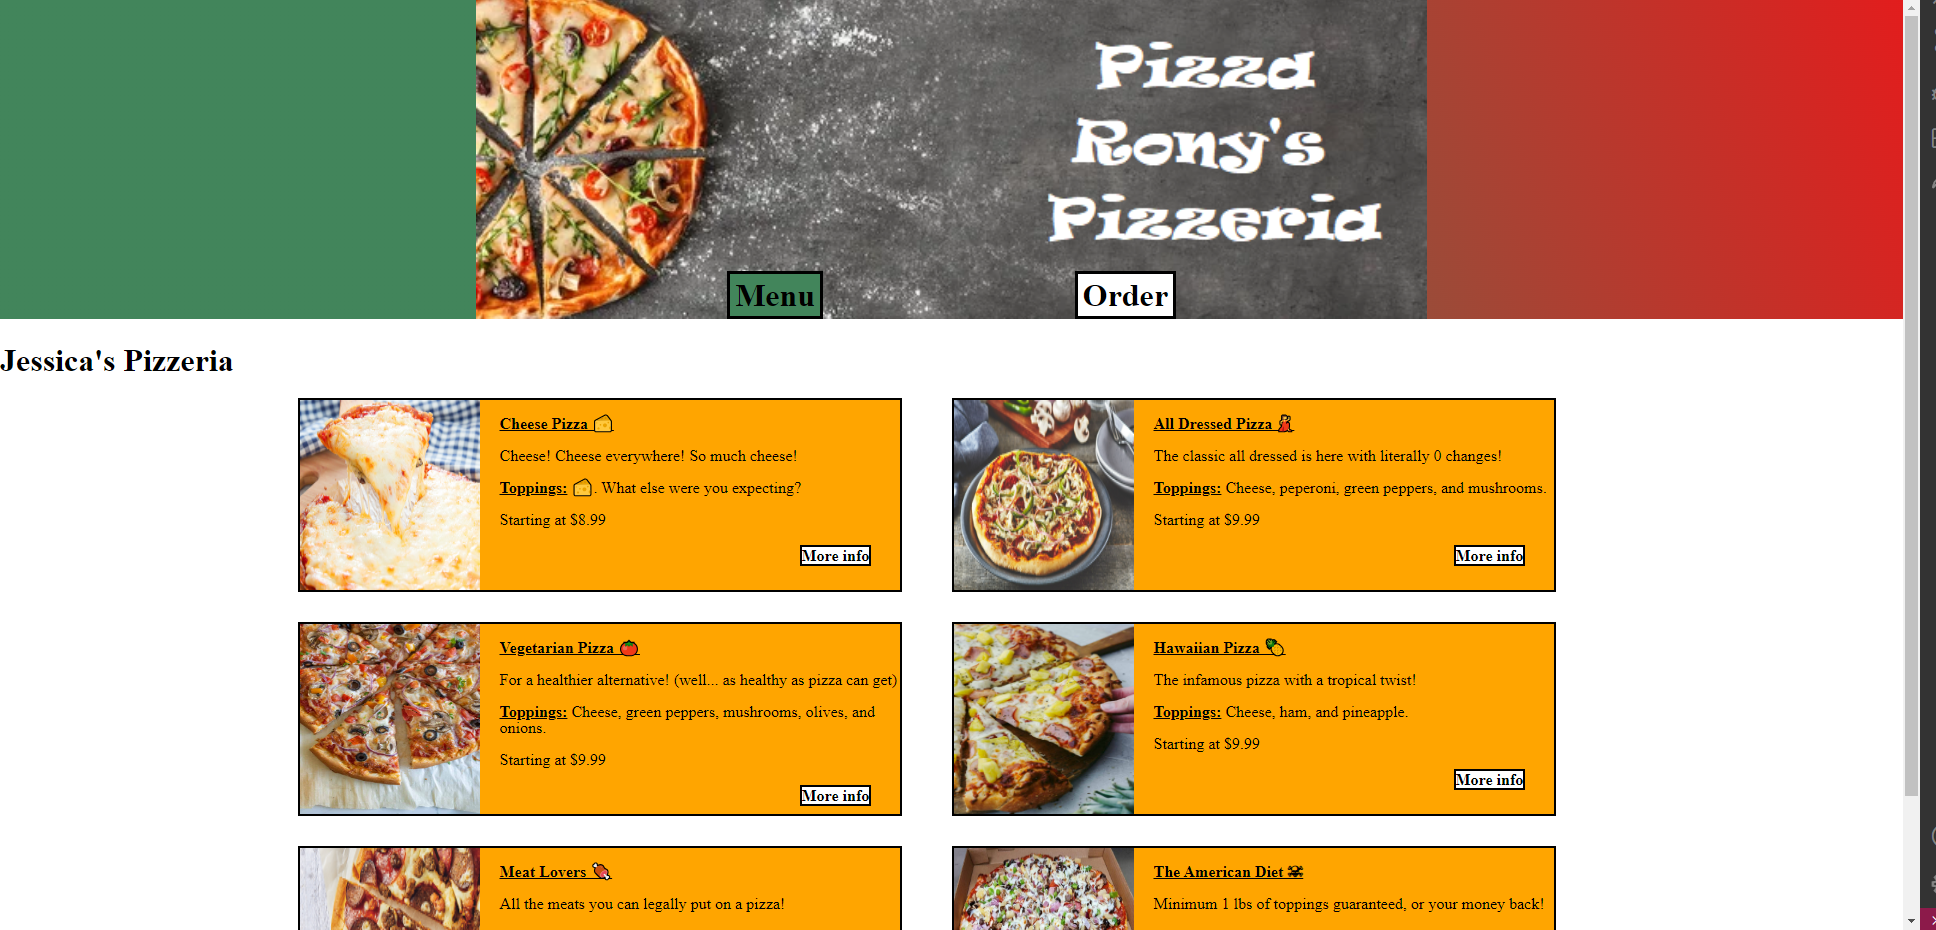 Pizza
Rony's
Pizzeria
Menu
Order
Jessica's Pizzeria
Cheese Pizza 🧀
Cheese! Cheese everywhere! So much cheese!
Toppings: 🧀. What else were you expecting?
Starting at $8.99
More info
All Dressed Pizza 💃
The classic all dressed is here with literally 0 changes!
Toppings: Cheese, peperoni, green peppers, and mushrooms.
Starting at $9.99
More info
Vegetarian Pizza 🍅
For a healthier alternative! (well... as healthy as pizza can get)
Toppings: Cheese, green peppers, mushrooms, olives, and
onions.
Starting at $9.99
More info
Hawaiian Pizza 🍍
The infamous pizza with a tropical twist!
Toppings: Cheese, ham, and pineapple.
Starting at $9.99
More info
Meat Lovers 🍖
All the meats you can legally put on a pizza!
The American Diet ☠
Minimum 1 lbs of toppings guaranteed, or your money back!